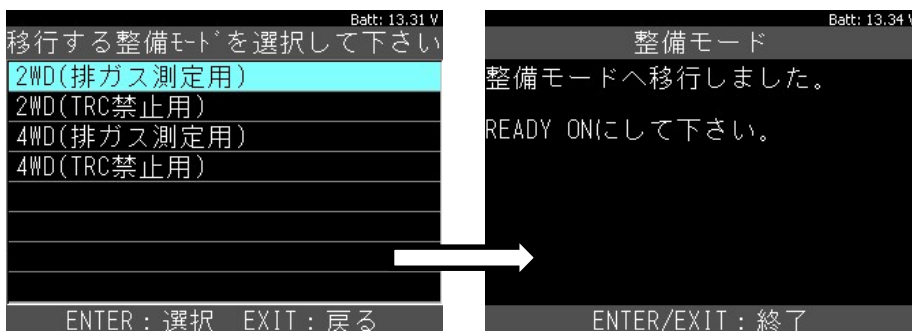 Batt: 13.31 V
移行する整備ﾓｰﾄﾞを選択して下さい
2WD(排ガス測定用)
2WD(TRC禁止用)
4WD(排ガス測定用)
4WD(TRC禁止用)
ENTER：選択 EXIT：戻る
Batt: 13.34 V
整備モード
整備モードへ移行しました。
READY ONにして下さい。
ENTER/EXIT：終了